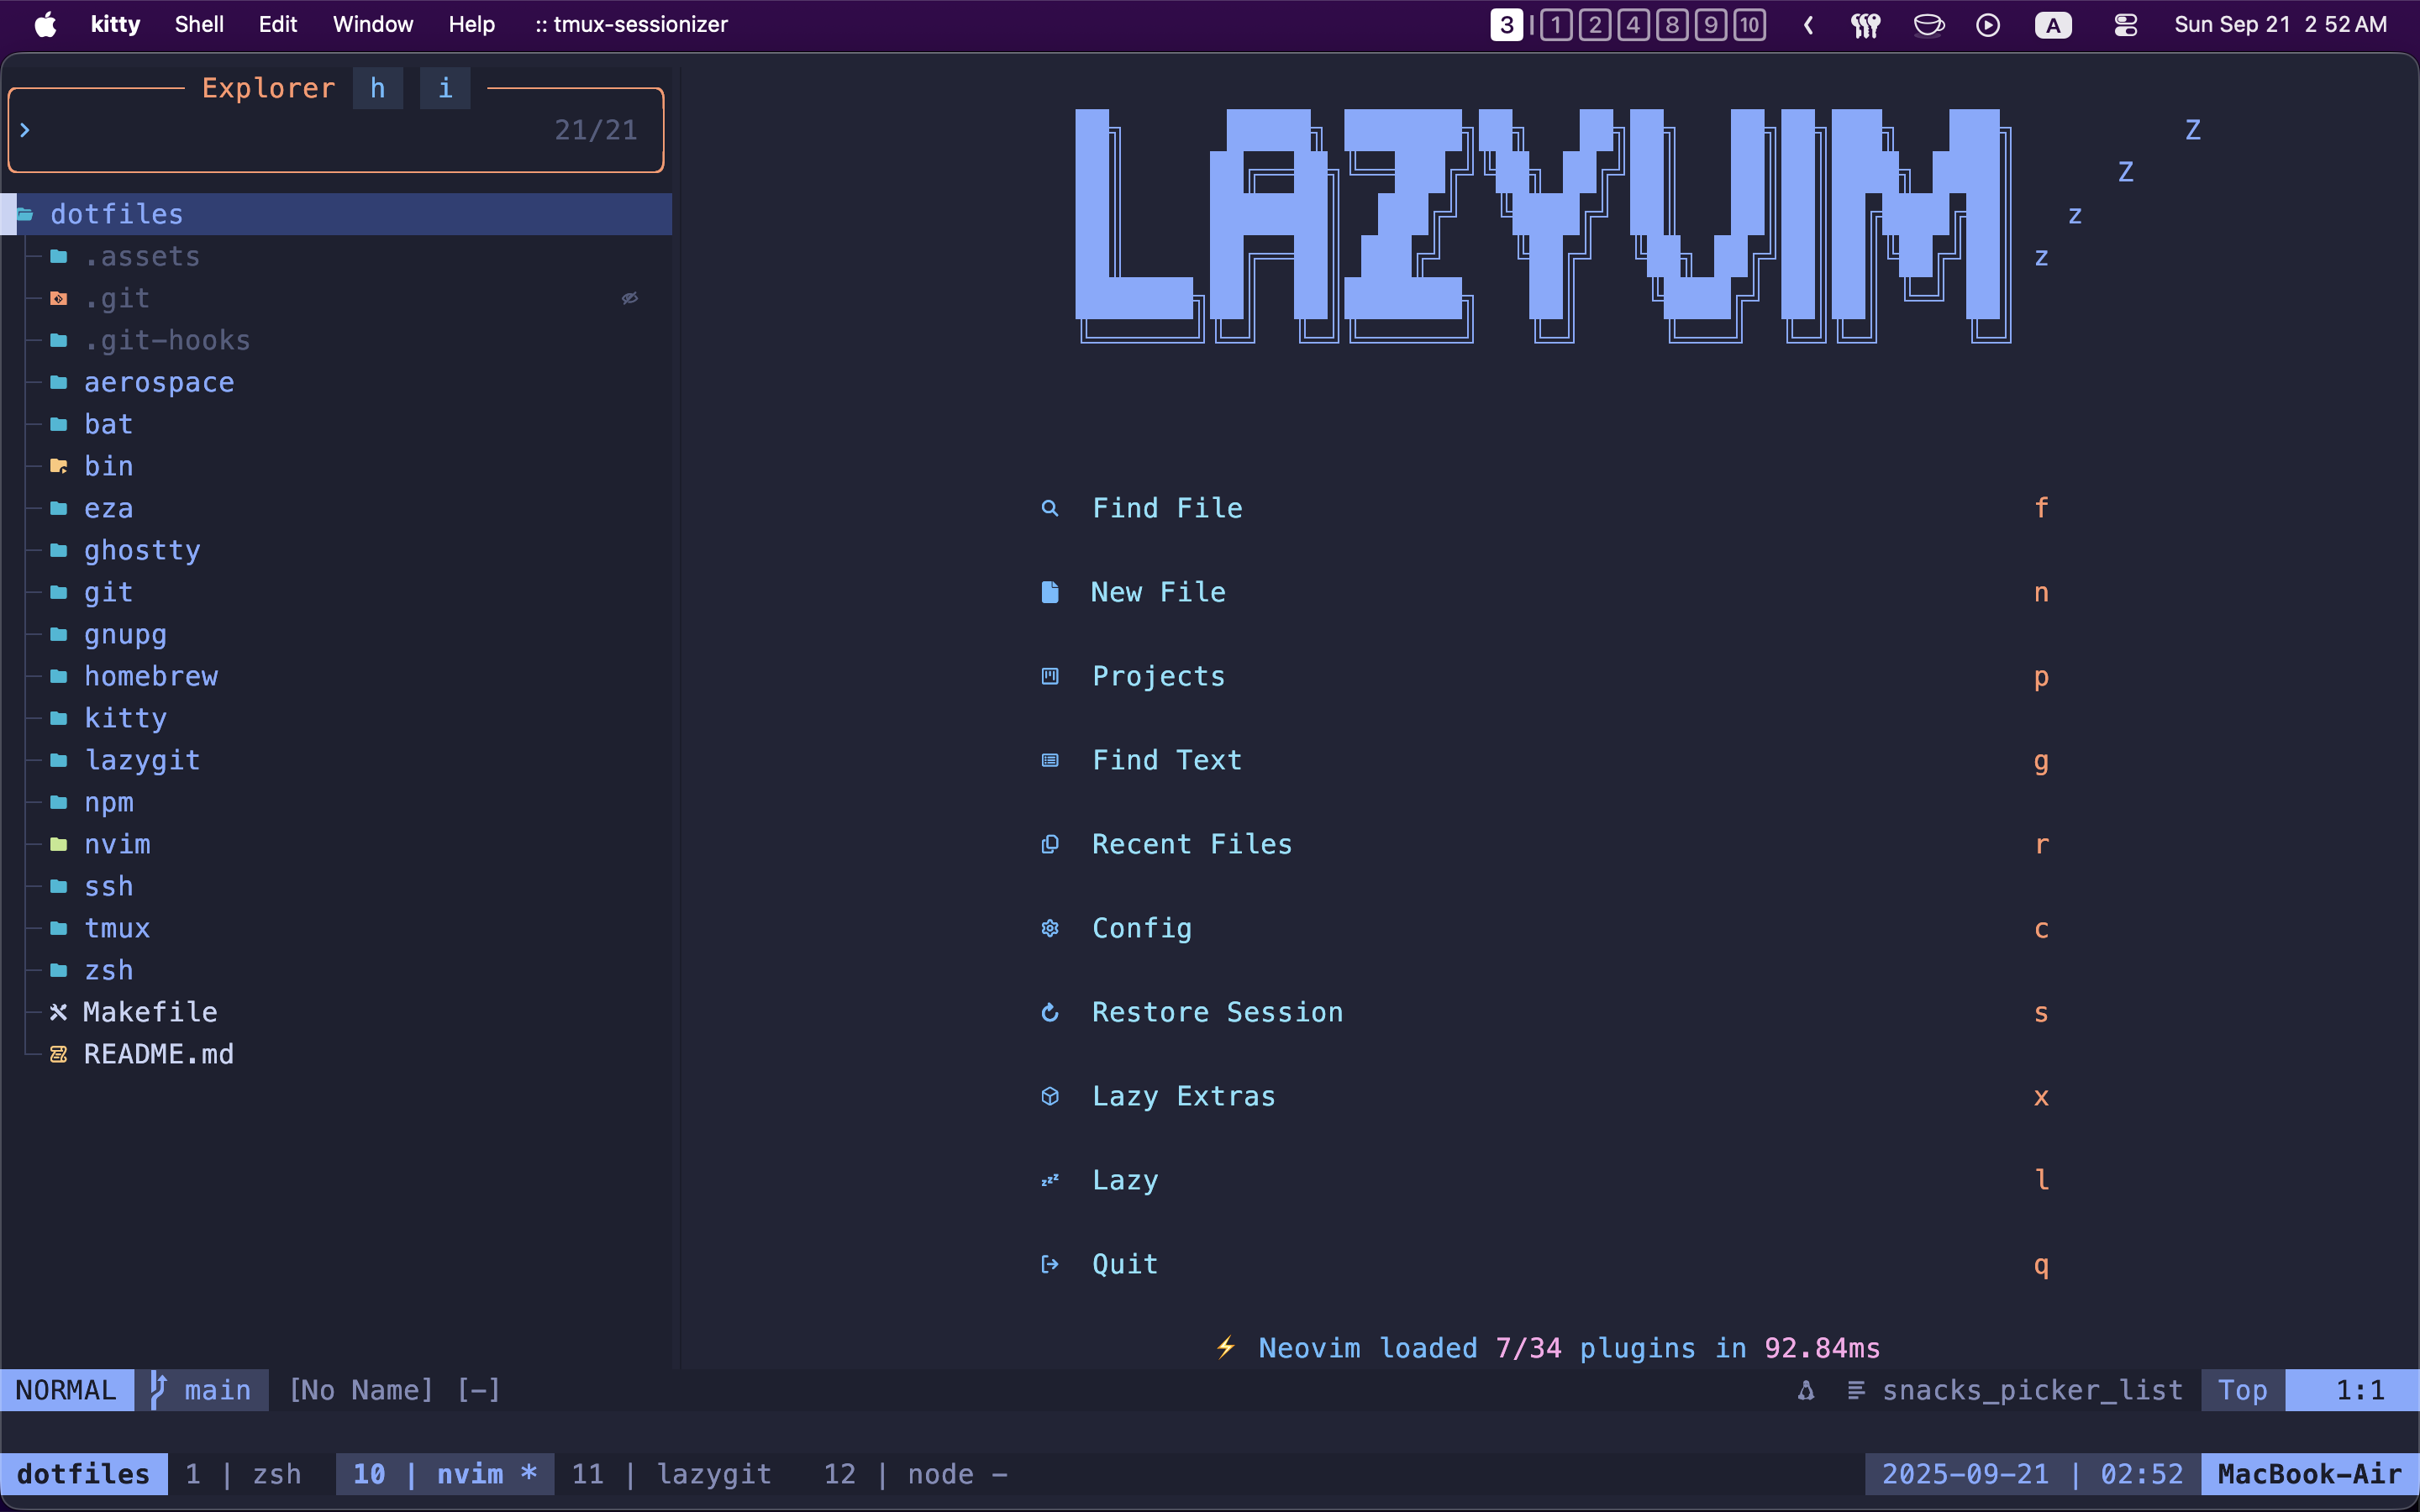 kitty Shell Edit Window Help :: tmux-sessionizer 3 | 1 2 4 8 9 10 A Sun Sep 21 2 52 AM
Explorer h i
21/21
dotfiles
.assets
.git
.git-hooks
aerospace
bat
bin
eza
ghostty
git
gnupg
homebrew
kitty
lazygit
npm
nvim
ssh
tmux
zsh
Makefile
README.md
LAZYVIM
Z
Z
z
z
Find File f
New File n
Projects p
Find Text g
Recent Files r
Config c
Restore Session s
Lazy Extras x
Lazy l
Quit q
⚡ Neovim loaded 7/34 plugins in 92.84ms
NORMAL main [No Name] [-] snacks_picker_list Top 1:1
dotfiles 1 | zsh 10 | nvim * 11 | lazygit 12 | node - 2025-09-21 | 02:52 MacBook-Air